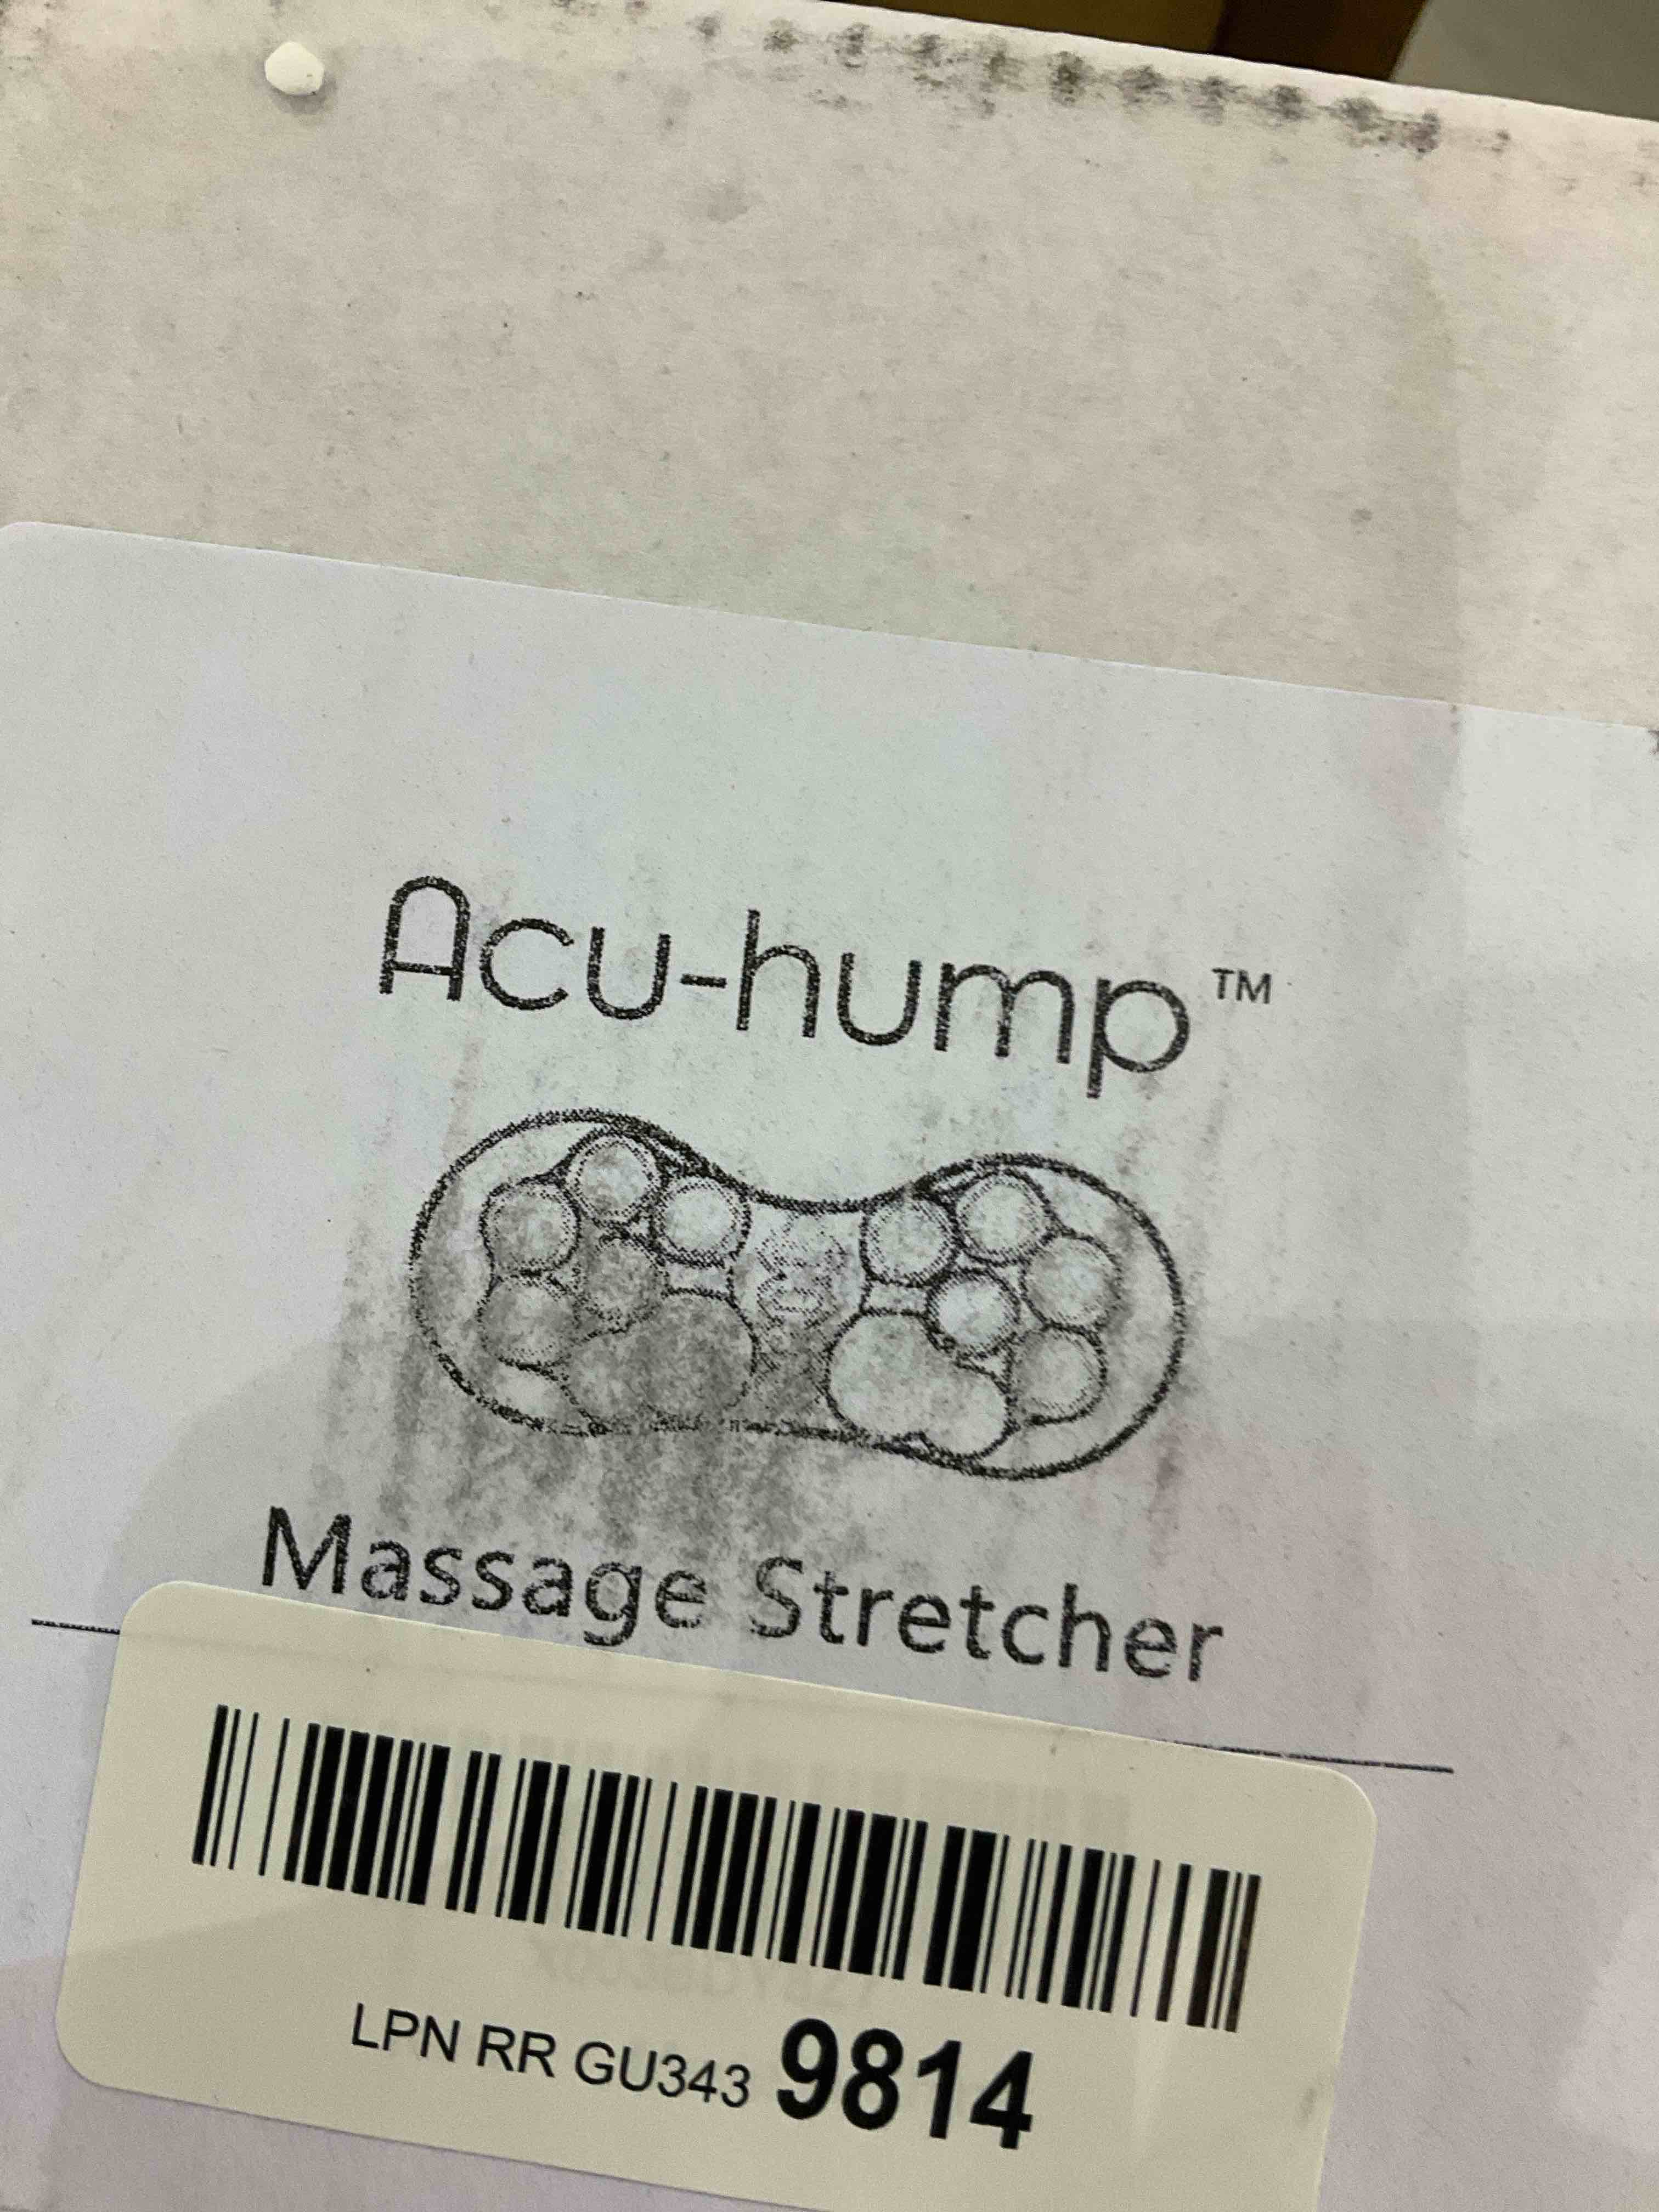 Acu-hump™
Massage Stretcher
LPN RR GU343 9814